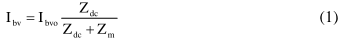 I_bv = I_bvo Z_dc / (Z_dc + Z_m) (1)